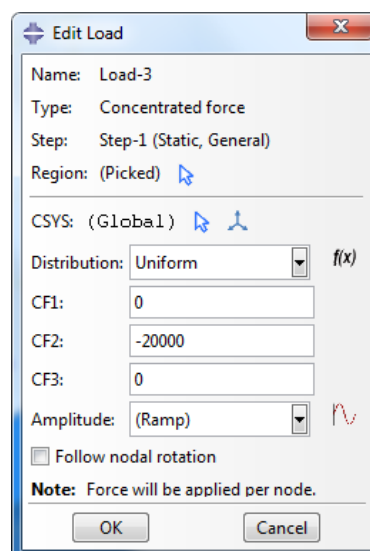 Edit Load
X
Name: Load-3
Type: Concentrated force
Step: Step-1 (Static, General)
Region: (Picked)
CSYS: (Global)
Distribution: Uniform f(x)
CF1: 0
CF2: -20000
CF3: 0
Amplitude: (Ramp)
Follow nodal rotation
Note: Force will be applied per node.
OK Cancel